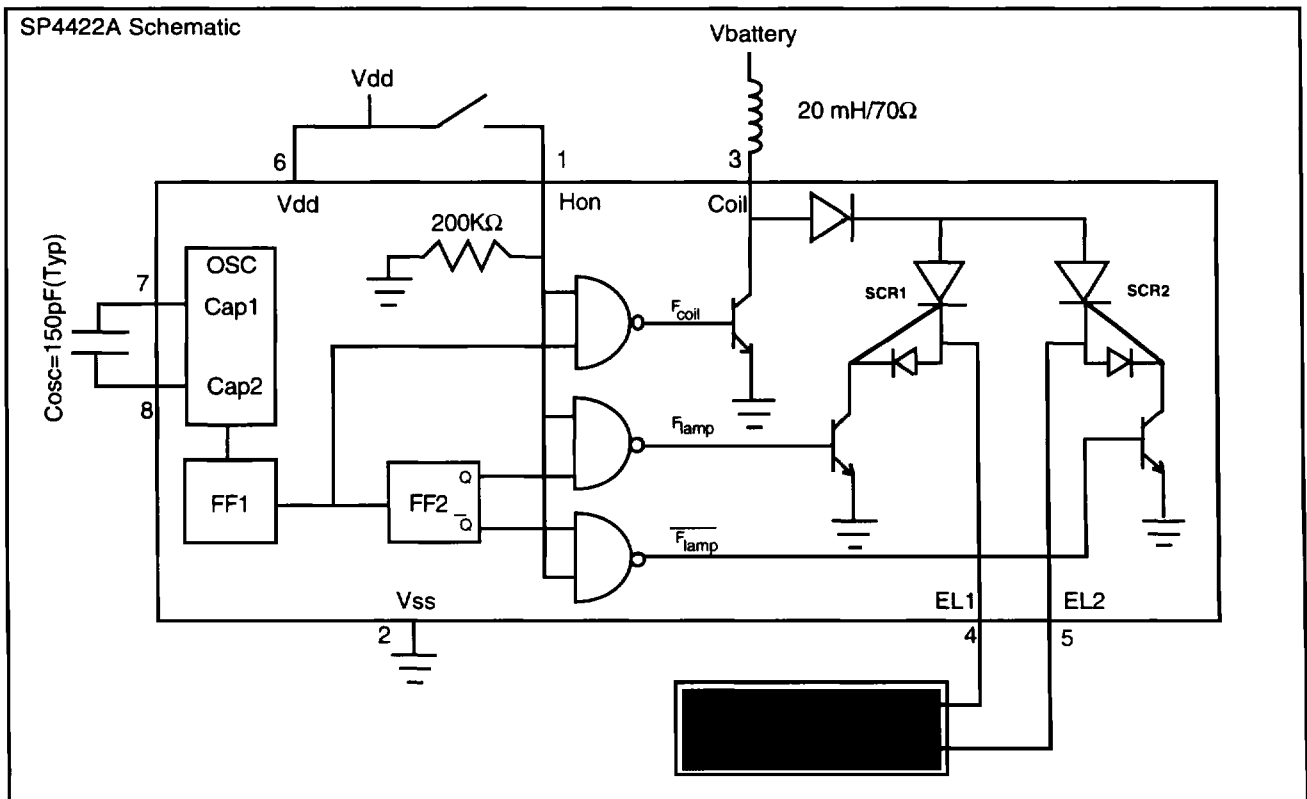 SP4422A Schematic
Vbattery
Vdd
20 mH/70Ω
6
1
3
Vdd
Hon
Coil
200KΩ
OSC
7
Cap1
Cosc=150pF(Typ)
Cap2
8
Fcoil
SCR1
SCR2
Flamp
FF1
FF2
Q
Q̅
F̅l̅a̅m̅p̅
Vss
EL1
EL2
2
4
5